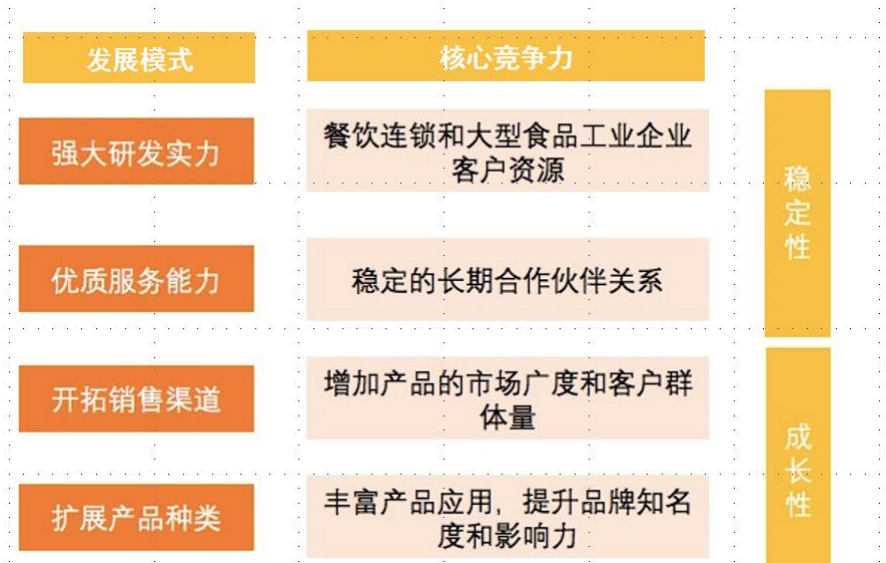 发展模式
核心竞争力
强大研发实力
餐饮连锁和大型食品工业企业
客户资源
优质服务能力
稳定的长期合作伙伴关系
稳定性
开拓销售渠道
增加产品的市场广度和客户群
体量
扩展产品种类
丰富产品应用，提升品牌知名
度和影响力
成长性